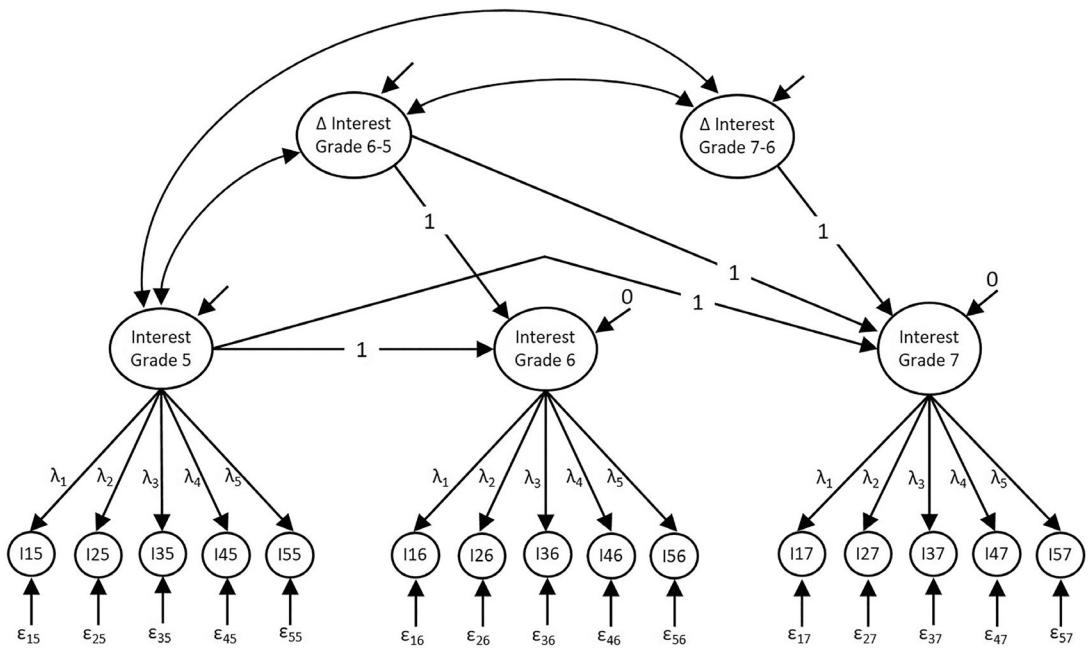 Δ Interest
Grade 6-5
Δ Interest
Grade 7-6
1
1
1
0
0
1
Interest
Grade 5
1
Interest
Grade 6
Interest
Grade 7
λ1 λ2 λ3 λ4 λ5
λ1 λ2 λ3 λ4 λ5
λ1 λ2 λ3 λ4 λ5
I15 I25 I35 I45 I55
I16 I26 I36 I46 I56
I17 I27 I37 I47 I57
ε15 ε25 ε35 ε45 ε55
ε16 ε26 ε36 ε46 ε56
ε17 ε27 ε37 ε47 ε57